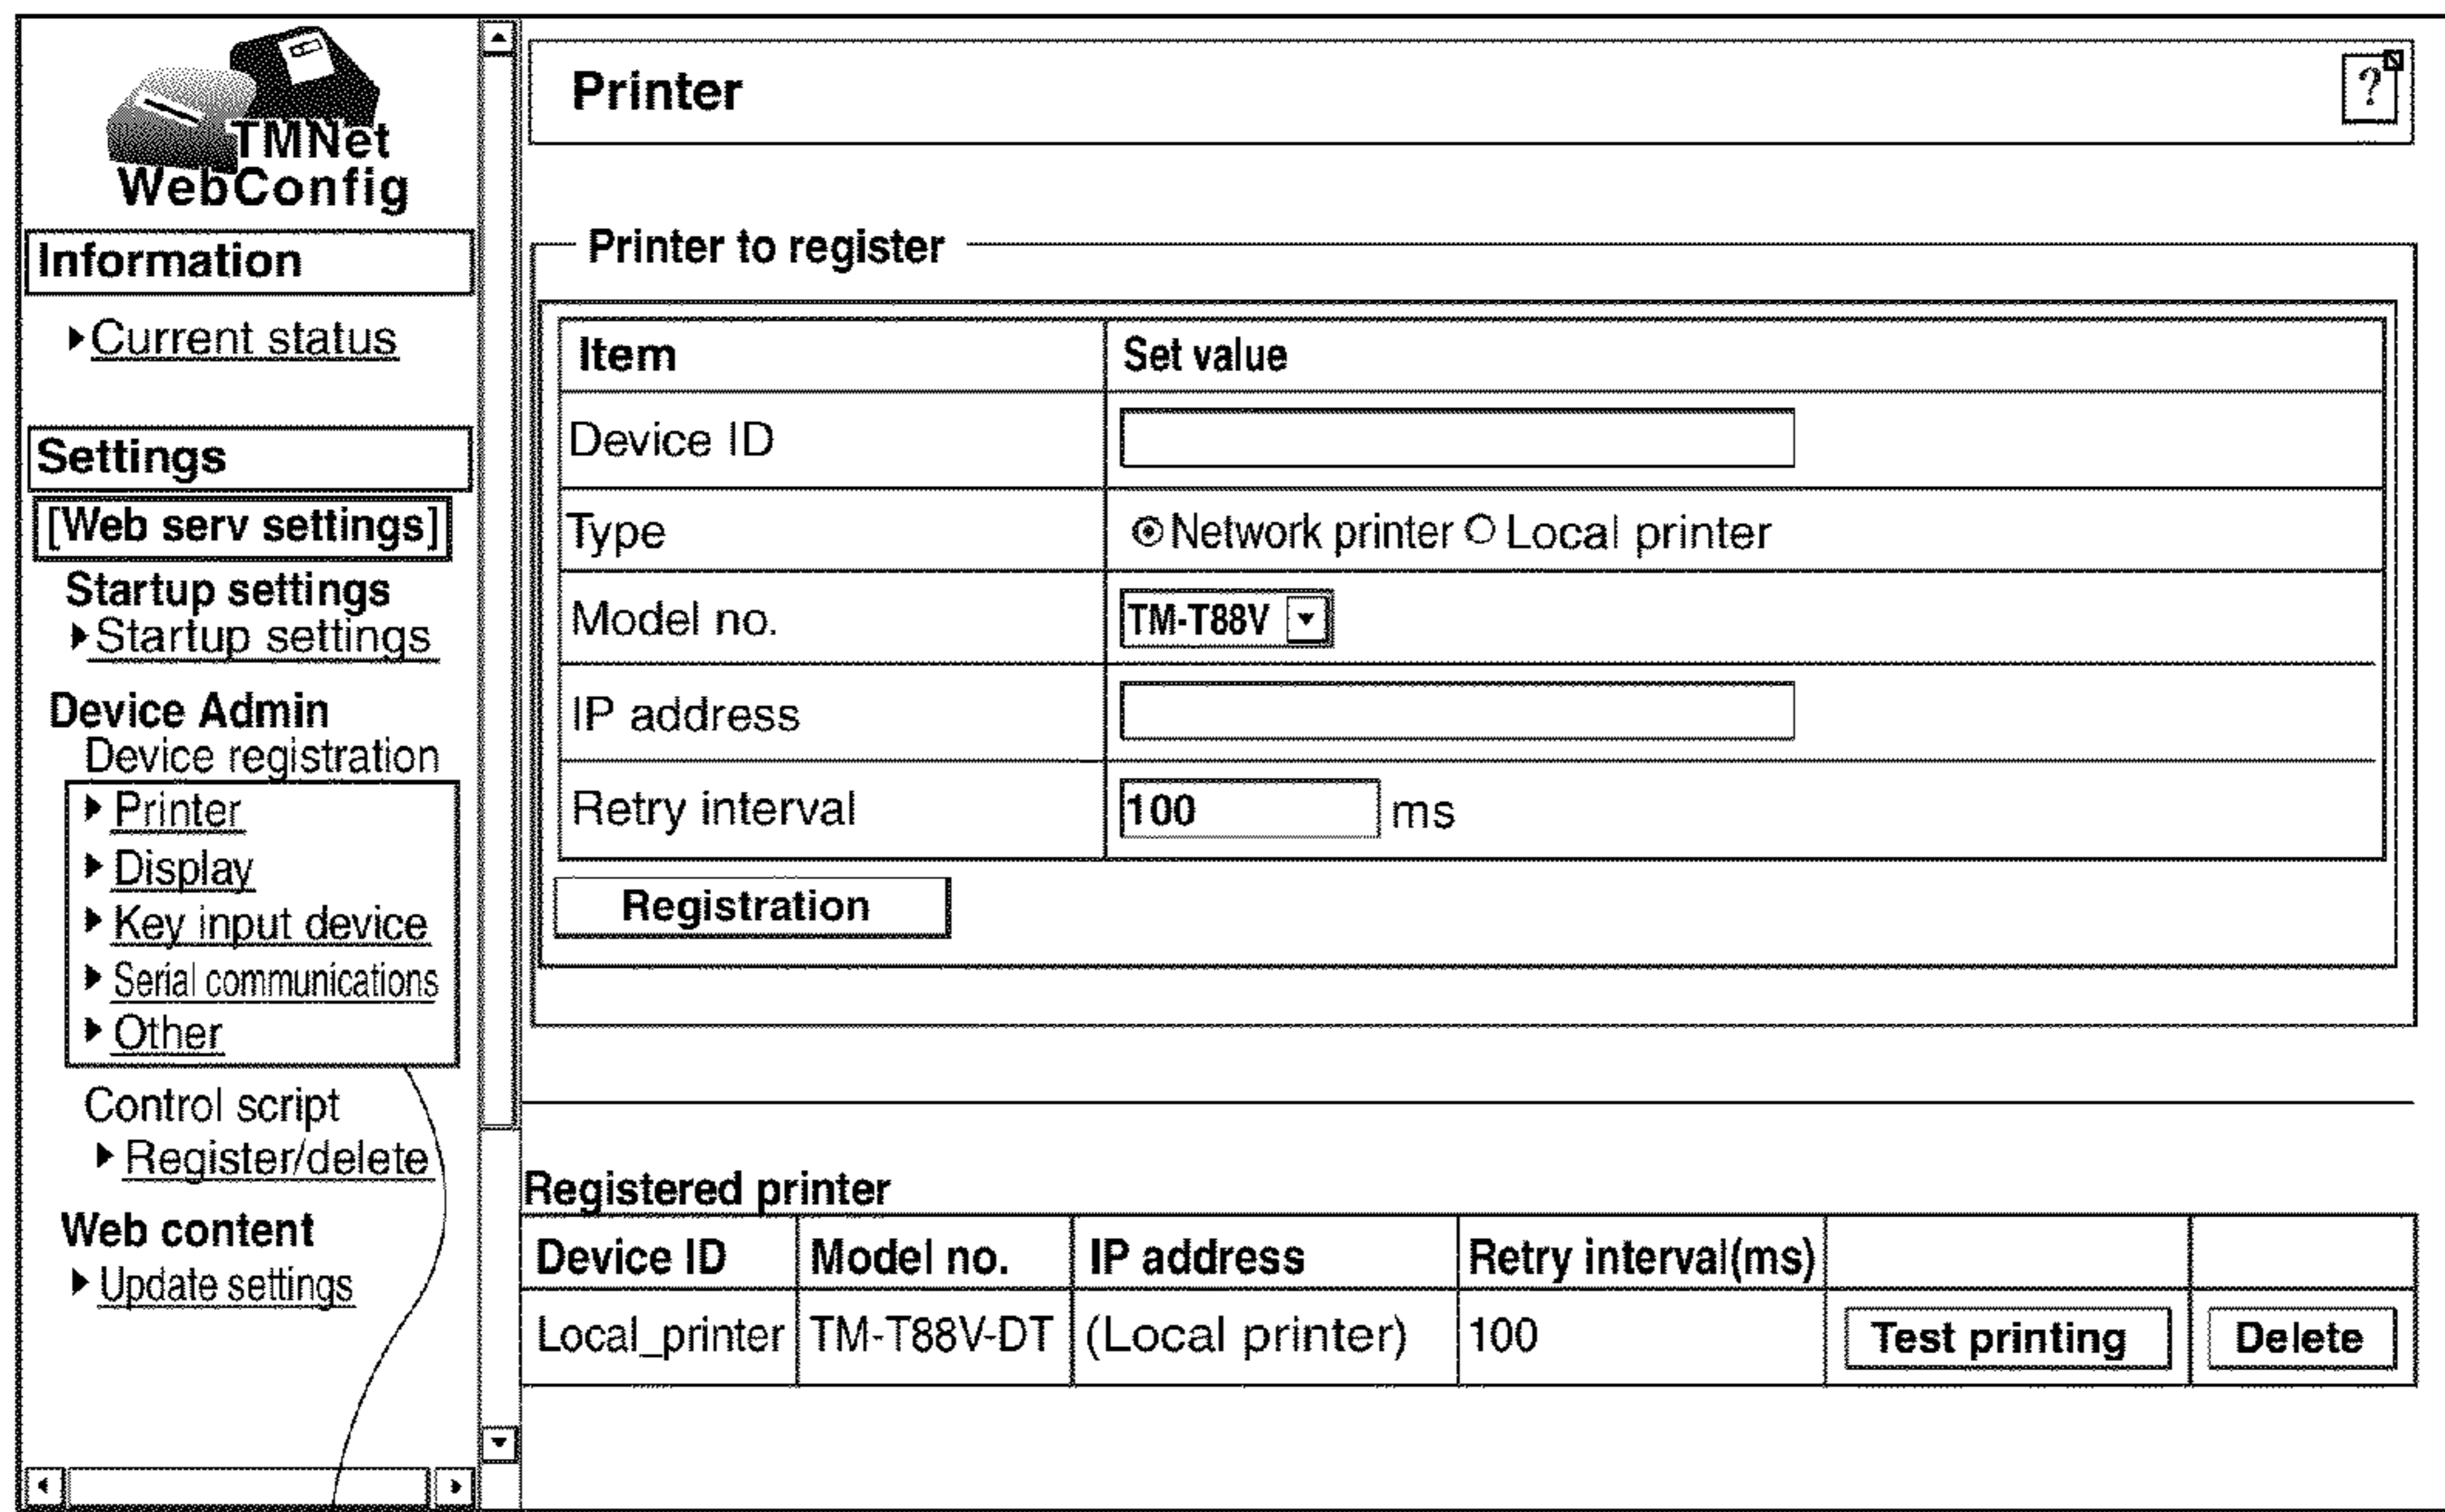 TMNet
WebConfig
Information
Current status
Settings
[Web serv settings]
Startup settings
Startup settings
Device Admin
Device registration
Printer
Display
Key input device
Serial communications
Other
Control script
Register/delete
Web content
Update settings
Printer
?
Printer to register
Item Set value
Device ID
Type Network printer Local printer
Model no. TM-T88V
IP address
Retry interval 100 ms
Registration
Registered printer
Device ID Model no. IP address Retry interval(ms)
Local_printer TM-T88V-DT (Local printer) 100 Test printing Delete